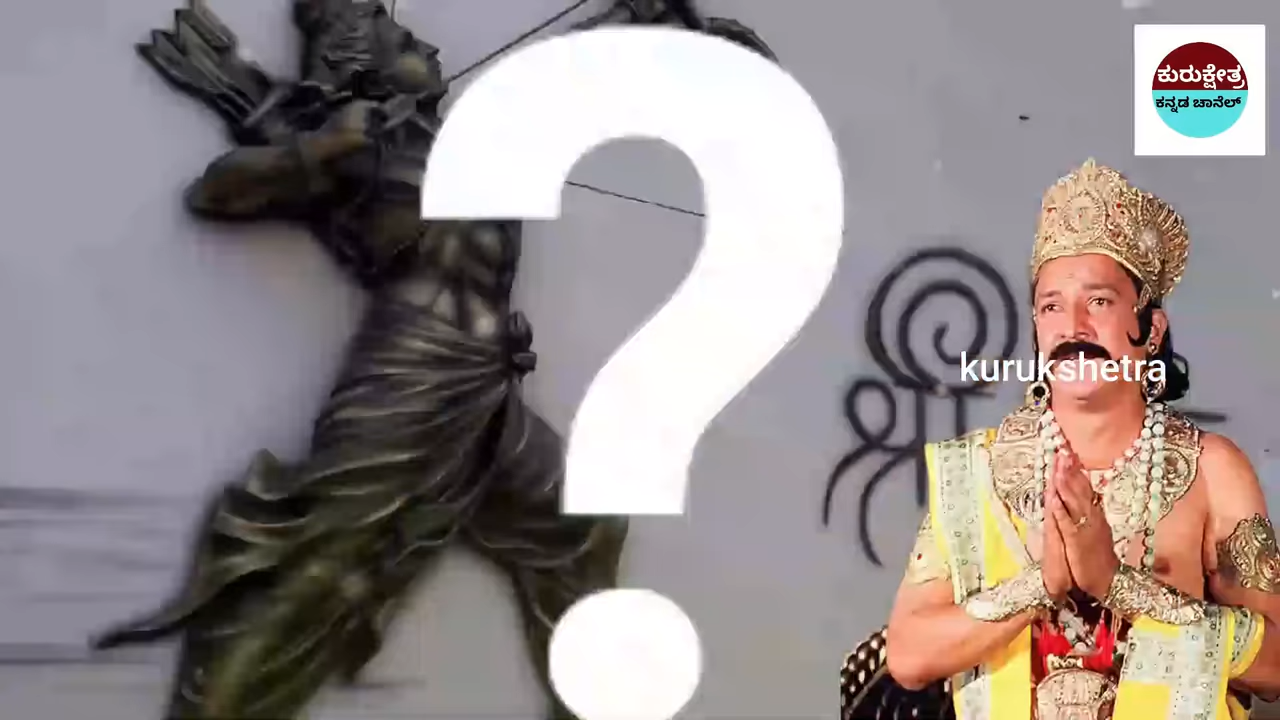 ಕುರುಕ್ಷೇತ್ರ
ಕನ್ನಡ ಚಾನೆಲ್
?
kurukshetra
श्री